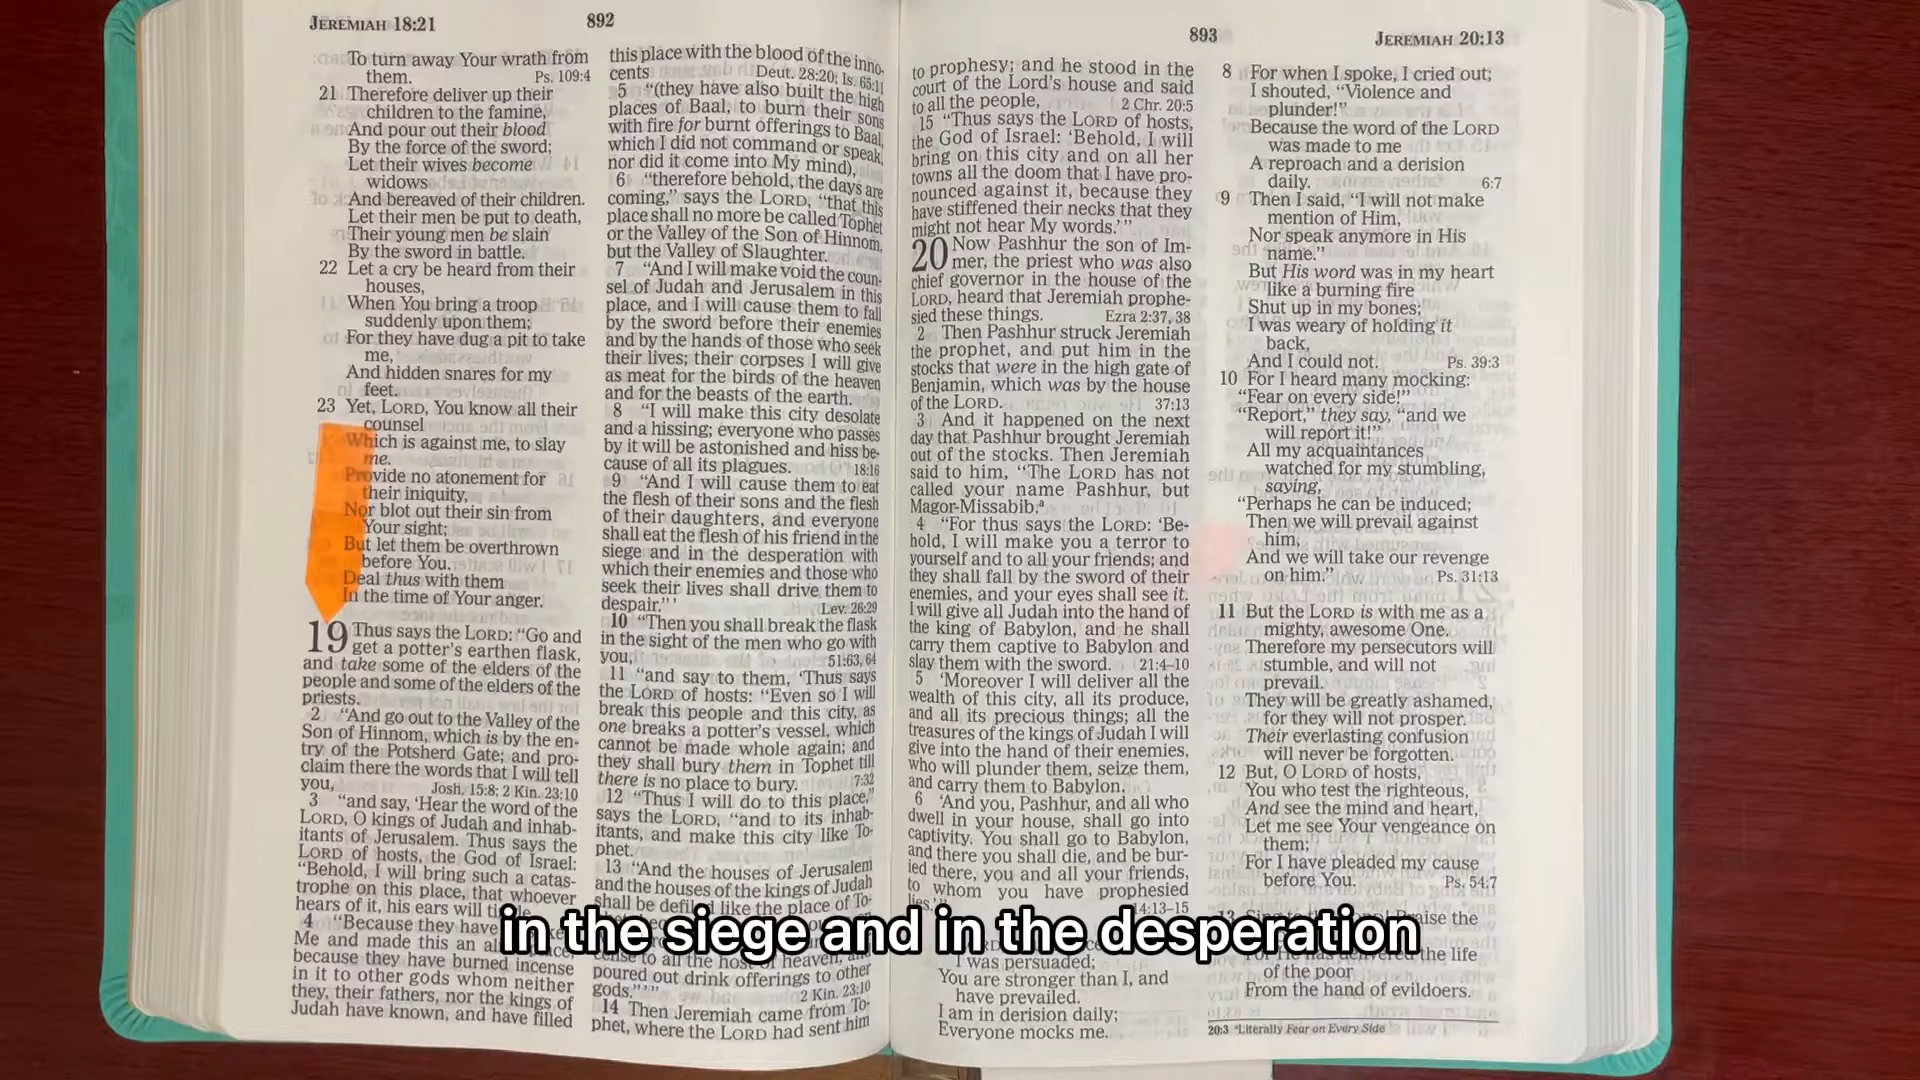 JEREMIAH 18:21
892
To turn away Your wrath from
them. Ps. 109:4
21 Therefore deliver up their
children to the famine,
And pour out their blood
By the force of the sword;
Let their wives become
widows
And bereaved of their children.
Let their men be put to death,
Their young men be slain
By the sword in battle.
22 Let a cry be heard from their
houses,
When You bring a troop
suddenly upon them;
For they have dug a pit to take
me,
And hidden snares for my
feet.
23 Yet, LORD, You know all their
counsel
Which is against me, to slay
me.
Provide no atonement for
their iniquity,
Nor blot out their sin from
Your sight;
But let them be overthrown
before You.
Deal thus with them
In the time of Your anger.
19 Thus says the LORD: “Go and
get a potter’s earthen flask,
and take some of the elders of the
people and some of the elders of the
priests.
2 “And go out to the Valley of the
Son of Hinnom, which is by the en-
try of the Potsherd Gate; and pro-
claim there the words that I will tell
you, Josh. 15:8; 2 Kin. 23:10
3 “and say, ‘Hear the word of the
LORD, O kings of Judah and inhab-
itants of Jerusalem. Thus says the
LORD of hosts, the God of Israel:
“Behold, I will bring such a catas-
trophe on this place, that whoever
hears of it, his ears will
4 “Because they have
Me and made this an
because they have burned incense
in it to other gods whom neither
they, their fathers, nor the kings of
Judah have known, and have filled
this place with the blood of the inno-
cents Deut. 28:20; Is. 65:11
5 “(they have also built the high
places of Baal, to burn their sons
with fire for burnt offerings to Baal,
which I did not command or speak,
nor did it come into My mind),
6 “therefore behold, the days are
coming,” says the LORD, “that this
place shall no more be called Tophet
or the Valley of the Son of Hinnom,
but the Valley of Slaughter.
7 “And I will make void the coun-
sel of Judah and Jerusalem in this
place, and I will cause them to fall
by the sword before their enemies
and by the hands of those who seek
their lives; their corpses I will give
as meat for the birds of the heaven
and for the beasts of the earth.
8 “I will make this city desolate
and a hissing; everyone who passes
by it will be astonished and hiss be-
cause of all its plagues. 18:16
9 “And I will cause them to eat
the flesh of their sons and the flesh
of their daughters, and everyone
shall eat the flesh of his friend in the
siege and in the desperation with
which their enemies and those who
seek their lives shall drive them to
despair.” ’ Lev. 26:29
10 “Then you shall break the flask
in the sight of the men who go with
you, 51:63, 64
11 “and say to them, ‘Thus says
the LORD of hosts: “Even so I will
break this people and this city, as
one breaks a potter’s vessel, which
cannot be made whole again; and
they shall bury them in Tophet till
there is no place to bury. 7:32
12 “Thus I will do to this place,”
says the LORD, “and to its inhab-
itants, and make this city like To-
phet.
13 “And the houses of Jerusalem
and the houses of the kings of Judah
shall be defiled like the place of To-
cense to all the host of heaven, and
poured out drink offerings to other
gods.” ’ ” 2 Kin. 23:10
14 Then Jeremiah came from To-
phet, where the LORD had sent him
893
JEREMIAH 20:13
to prophesy; and he stood in the
court of the Lord’s house and said
to all the people, 2 Chr. 20:5
15 “Thus says the LORD of hosts,
the God of Israel: ‘Behold, I will
bring on this city and on all her
towns all the doom that I have pro-
nounced against it, because they
have stiffened their necks that they
might not hear My words.’ ”
20 Now Pashhur the son of Im-
mer, the priest who was also
chief governor in the house of the
LORD, heard that Jeremiah prophe-
sied these things. Ezra 2:37, 38
2 Then Pashhur struck Jeremiah
the prophet, and put him in the
stocks that were in the high gate of
Benjamin, which was by the house
of the LORD. 37:13
3 And it happened on the next
day that Pashhur brought Jeremiah
out of the stocks. Then Jeremiah
said to him, “The LORD has not
called your name Pashhur, but
Magor-Missabib.ª
4 “For thus says the LORD: ‘Be-
hold, I will make you a terror to
yourself and to all your friends; and
they shall fall by the sword of their
enemies, and your eyes shall see it.
I will give all Judah into the hand of
the king of Babylon, and he shall
carry them captive to Babylon and
slay them with the sword. 21:4–10
5 ‘Moreover I will deliver all the
wealth of this city, all its produce,
and all its precious things; all the
treasures of the kings of Judah I will
give into the hand of their enemies,
who will plunder them, seize them,
and carry them to Babylon.
6 ‘And you, Pashhur, and all who
dwell in your house, shall go into
captivity. You shall go to Babylon,
and there you shall die, and be bur-
ied there, you and all your friends,
to whom you have prophesied
lies.’ ” 14:13–15
I was persuaded;
You are stronger than I, and
have prevailed.
I am in derision daily;
Everyone mocks me.
8 For when I spoke, I cried out;
I shouted, “Violence and
plunder!”
Because the word of the LORD
was made to me
A reproach and a derision
daily. 6:7
9 Then I said, “I will not make
mention of Him,
Nor speak anymore in His
name.”
But His word was in my heart
like a burning fire
Shut up in my bones;
I was weary of holding it
back,
And I could not. Ps. 39:3
10 For I heard many mocking:
“Fear on every side!”
“Report,” they say, “and we
will report it!”
All my acquaintances
watched for my stumbling,
saying,
“Perhaps he can be induced;
Then we will prevail against
him,
And we will take our revenge
on him.” Ps. 31:13
11 But the LORD is with me as a
mighty, awesome One.
Therefore my persecutors will
stumble, and will not
prevail.
They will be greatly ashamed,
for they will not prosper.
Their everlasting confusion
will never be forgotten.
12 But, O LORD of hosts,
You who test the righteous,
And see the mind and heart,
Let me see Your vengeance on
them;
For I have pleaded my cause
before You. Ps. 54:7
13 Sing to the Praise the
For He has delivered the life
of the poor
From the hand of evildoers.
20:3 ªLiterally Fear on Every Side
in the siege and in the desperation